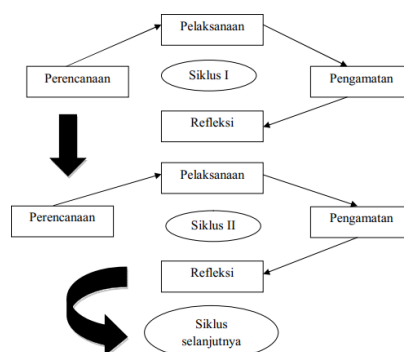 Pelaksanaan
Perencanaan
Siklus I
Pengamatan
Refleksi
Pelaksanaan
Perencanaan
Siklus II
Pengamatan
Refleksi
Siklus
selanjutnya